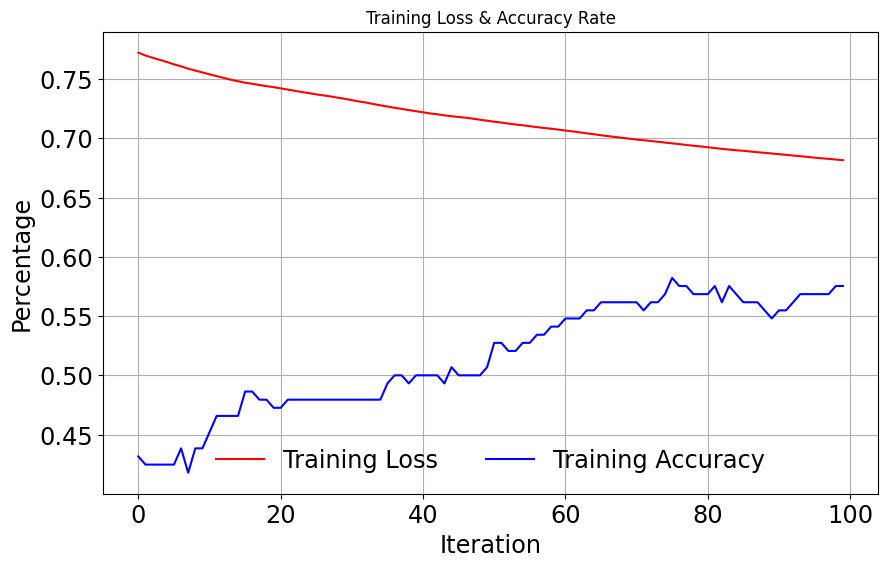 Training Loss & Accuracy Rate
Percentage
0.75
0.70
0.65
0.60
0.55
0.50
0.45
Training Loss Training Accuracy
0 20 40 60 80 100
Iteration